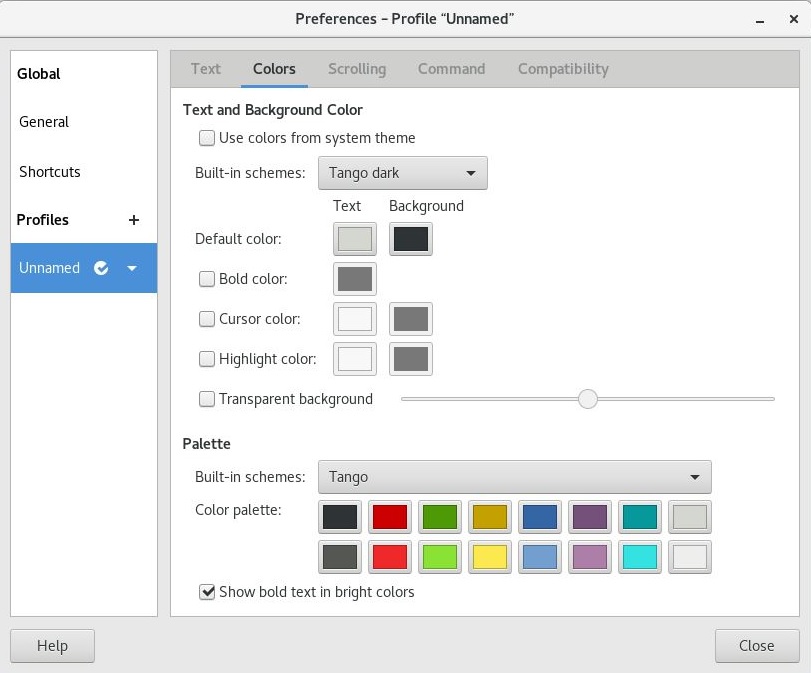 Preferences – Profile “Unnamed”
Global
General
Shortcuts
Profiles
Unnamed
Text Colors Scrolling Command Compatibility
Text and Background Color
Use colors from system theme
Built-in schemes: Tango dark
Text Background
Default color:
Bold color:
Cursor color:
Highlight color:
Transparent background
Palette
Built-in schemes: Tango
Color palette:
Show bold text in bright colors
Help
Close